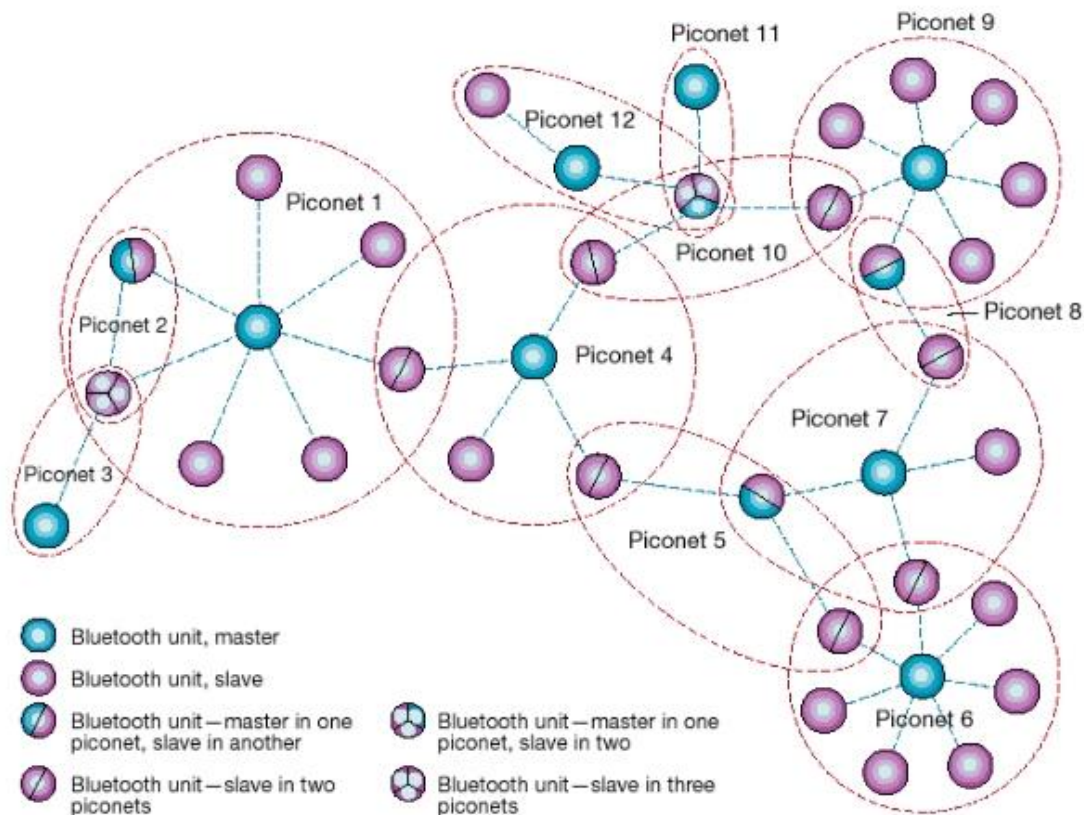 Piconet 11
Piconet 9
Piconet 12
Piconet 1
Piconet 10
Piconet 2
Piconet 8
Piconet 4
Piconet 7
Piconet 3
Piconet 5
Piconet 6
Bluetooth unit, master
Bluetooth unit, slave
Bluetooth unit—master in one
piconet, slave in another
Bluetooth unit—slave in two
piconets
Bluetooth unit—master in one
piconet, slave in two
Bluetooth unit—slave in three
piconets